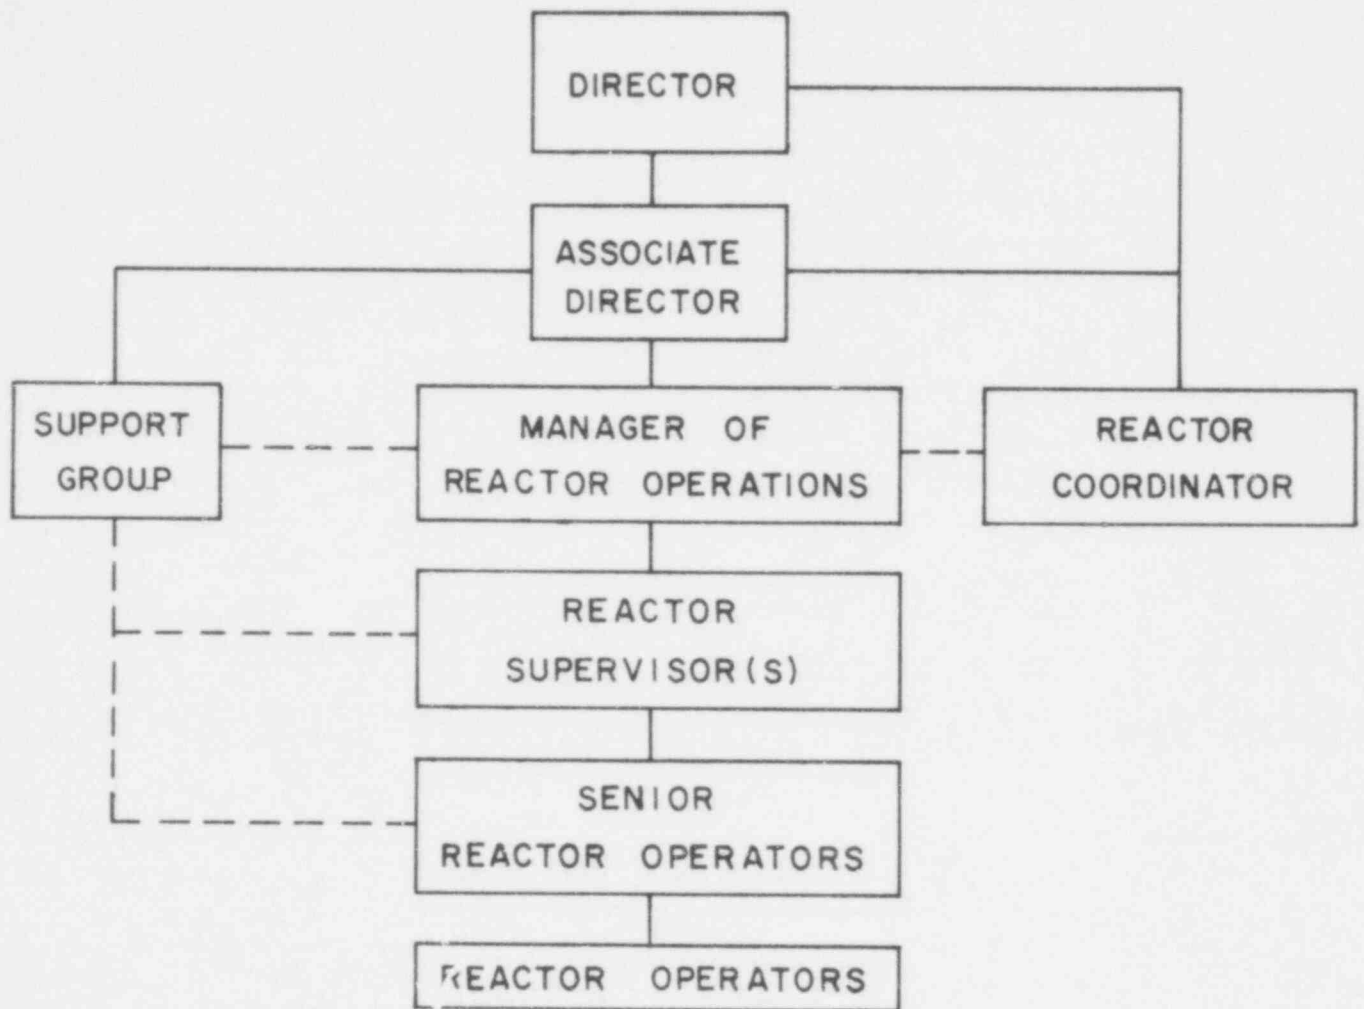 DIRECTOR
ASSOCIATE
DIRECTOR
SUPPORT
GROUP
MANAGER OF
REACTOR OPERATIONS
REACTOR
COORDINATOR
REACTOR
SUPERVISOR(S)
SENIOR
REACTOR OPERATORS
REACTOR OPERATORS